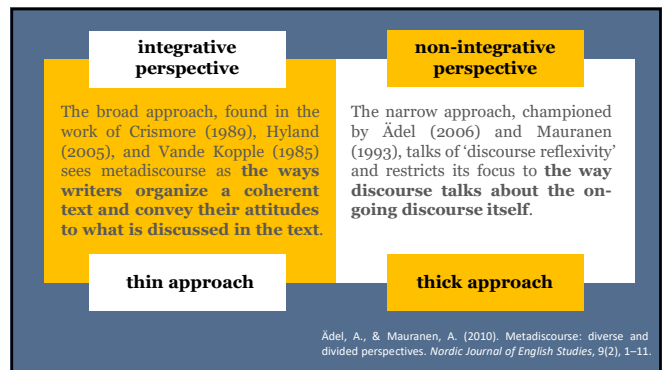 integrative
perspective
The broad approach, found in the
work of Crismore (1989), Hyland
(2005), and Vande Kopple (1985)
sees metadiscourse as the ways
writers organize a coherent
text and convey their attitudes
to what is discussed in the text.
thin approach
non-integrative
perspective
The narrow approach, championed
by Ädel (2006) and Mauranen
(1993), talks of ‘discourse reflexivity’
and restricts its focus to the way
discourse talks about the on-
going discourse itself.
thick approach
Ädel, A., & Mauranen, A. (2010). Metadiscourse: diverse and
divided perspectives. Nordic Journal of English Studies, 9(2), 1–11.